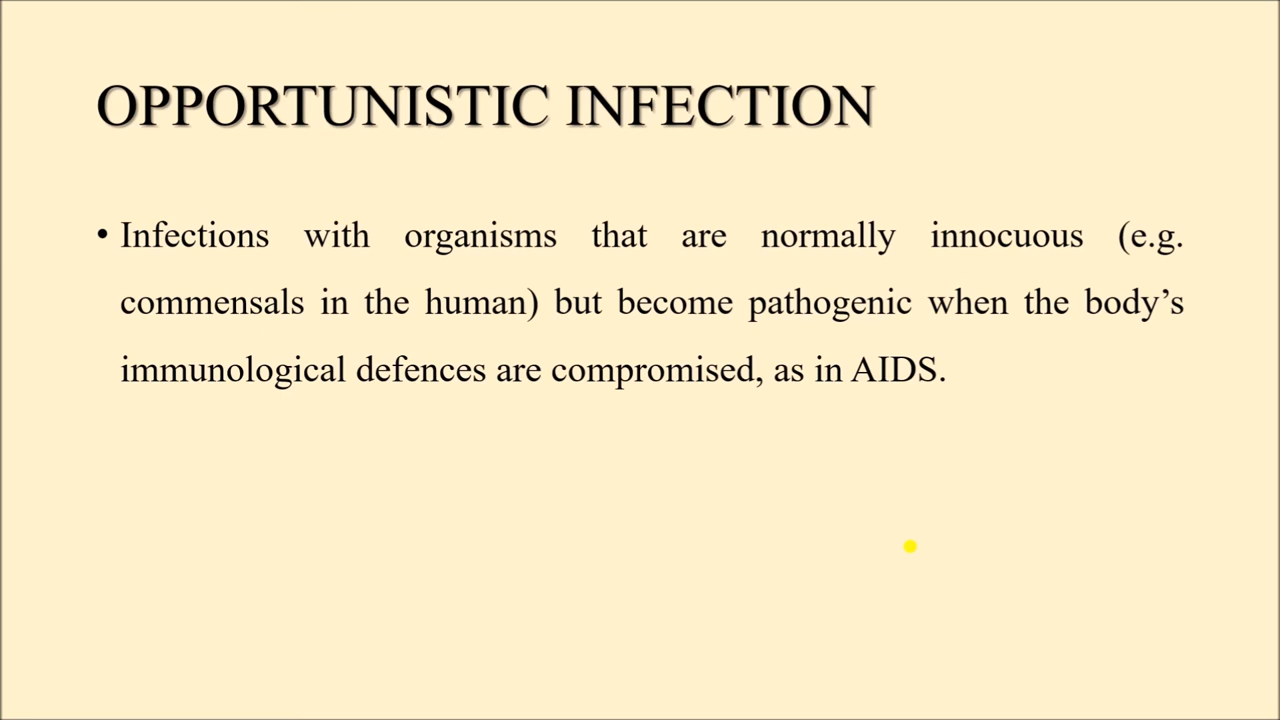 OPPORTUNISTIC INFECTION
• Infections with organisms that are normally innocuous (e.g.
commensals in the human) but become pathogenic when the body’s
immunological defences are compromised, as in AIDS.